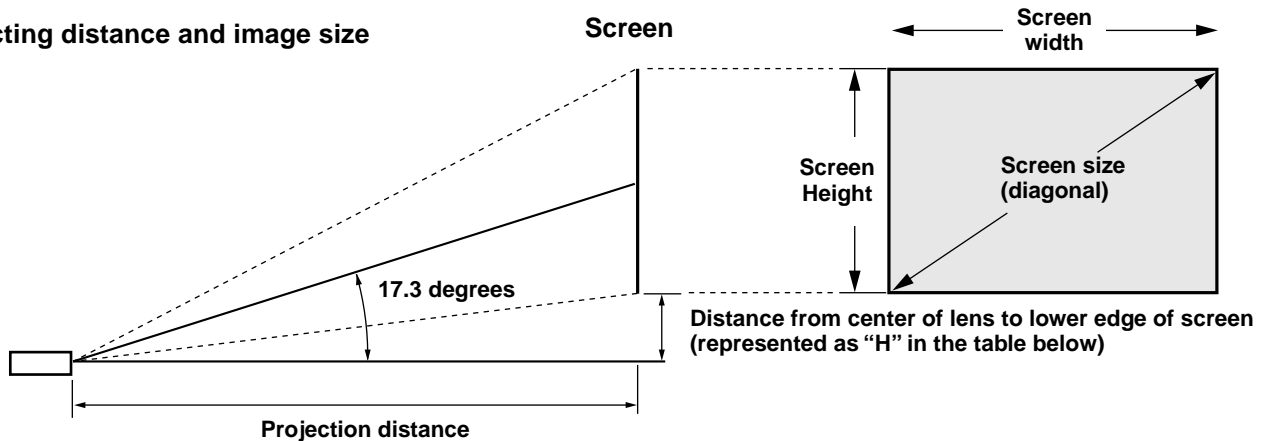 distance and image size
Screen
Screen
width
Screen
Height
Screen size
(diagonal)
17.3 degrees
Distance from center of lens to lower edge of screen
(represented as “H” in the table below)
Projection distance